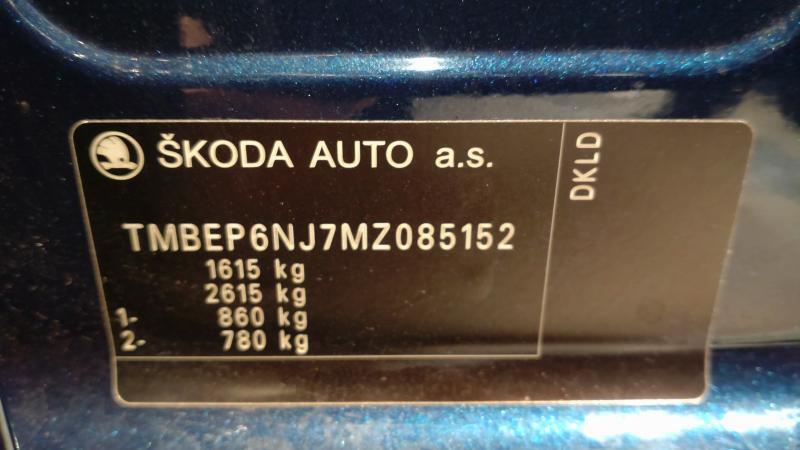 ŠKODA AUTO a.s.
DKLD
TMBEP6NJ7MZ085152
1615 kg
2615 kg
1- 860 kg
2- 780 kg